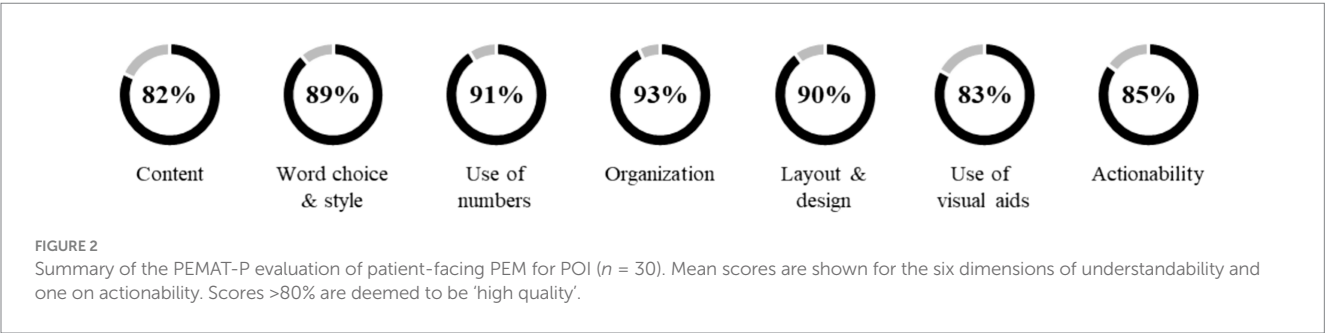 82% 89% 91% 93% 90% 83% 85%
Content Word choice Use of Organization Layout & Use of Actionability
& style numbers design visual aids
FIGURE 2
Summary of the PEMAT-P evaluation of patient-facing PEM for POI (n = 30). Mean scores are shown for the six dimensions of understandability and
one on actionability. Scores >80% are deemed to be ‘high quality’.